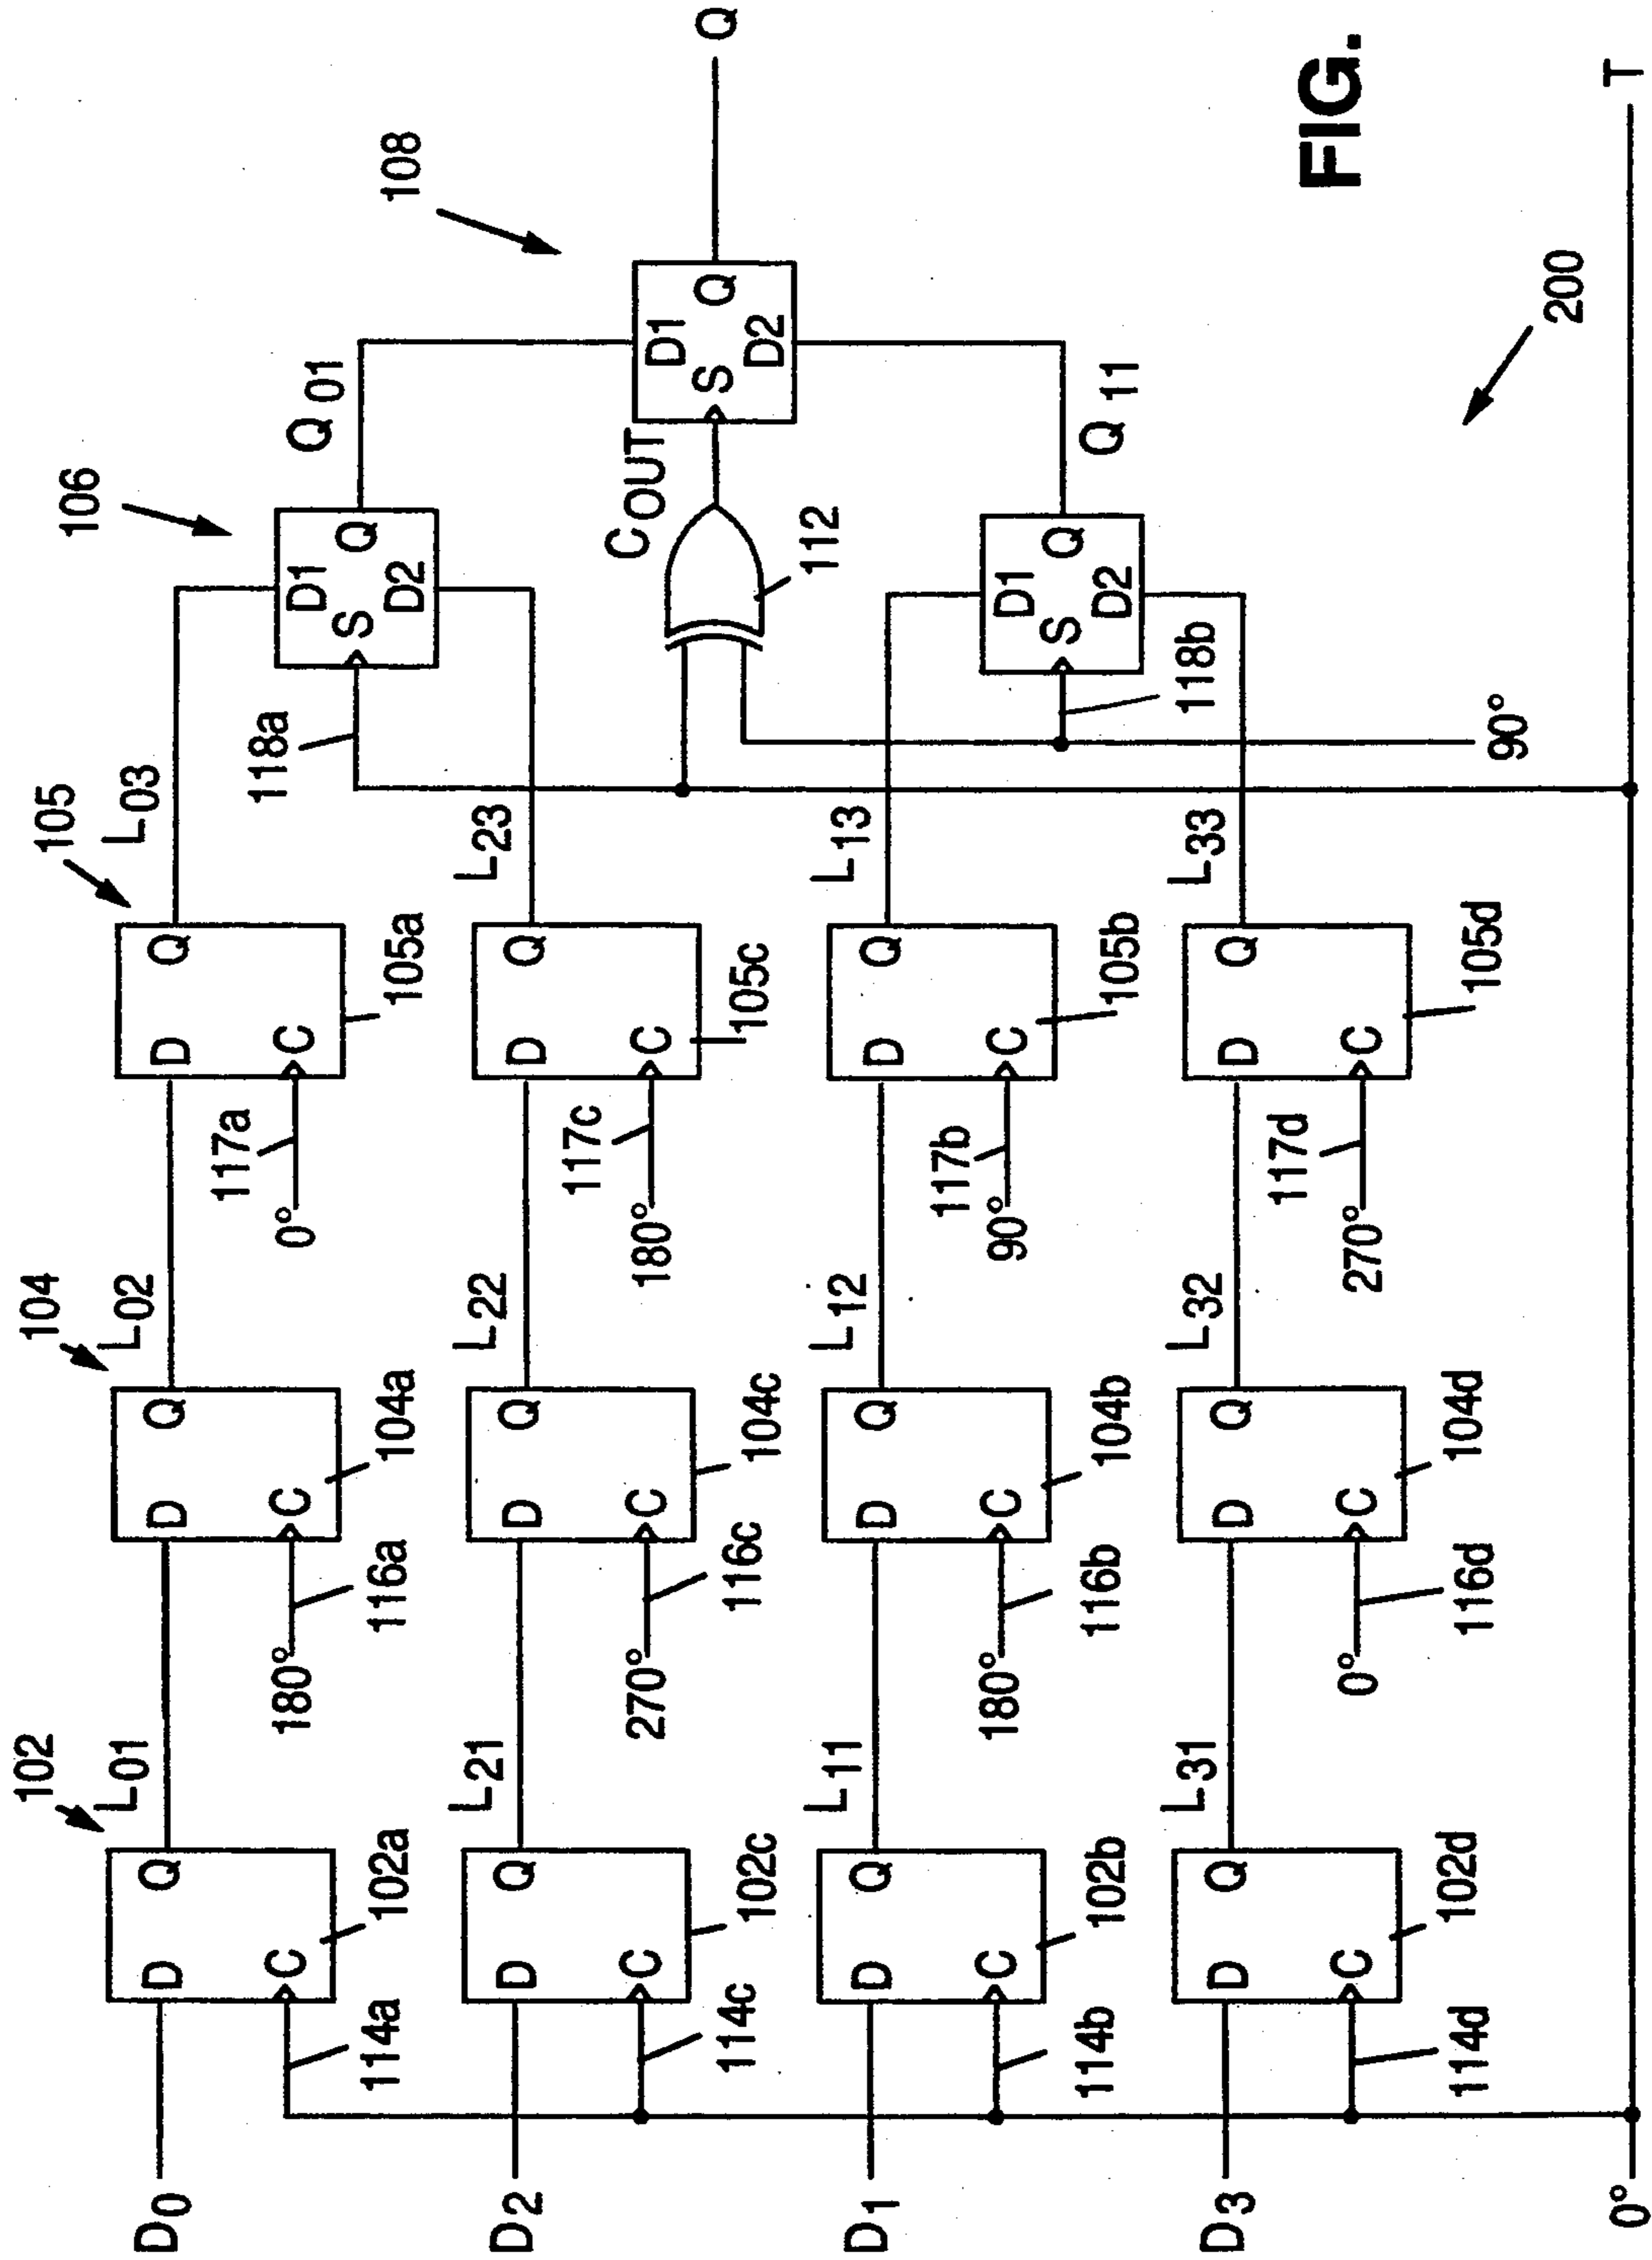 102
104
105
106
108
D0
D
Q
C
114a
102a
L01
D
Q
C
180°
116a
104a
L02
D
Q
C
0°
117a
105a
L03
118a
D1
S
Q
D2
Q01
D2
D
Q
C
114c
102c
L21
D
Q
C
270°
116c
104c
L22
D
Q
C
180°
117c
105c
L23
COUT
112
D1
S
Q
D2
Q
D1
D
Q
C
114b
102b
L11
D
Q
C
180°
116b
104b
L12
D
Q
C
90°
117b
105b
L13
D1
S
Q
D2
118b
Q11
D3
D
Q
C
114d
102d
L31
D
Q
C
0°
116d
104d
L32
D
Q
C
270°
117d
105d
L33
90°
200
0°
T
FIG.